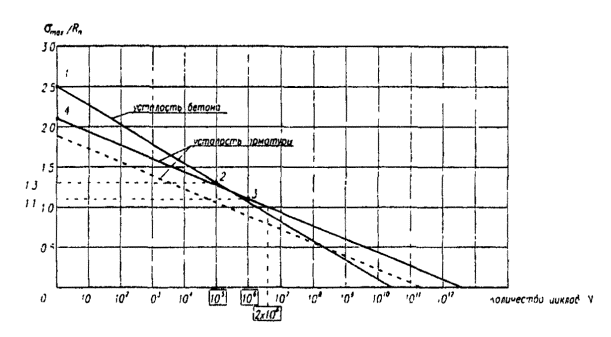 σmax /Rn
3.0
1
2.5
усталость бетона
4
2.0
усталость арматуры
1.5
1.3
2
3
1.1
1.0
0.5
0 10 10² 10³ 10⁴ 10⁵ 10⁶ 10⁷ 10⁸ 10⁹ 10¹⁰ 10¹¹ 10¹² количество циклов N
2x10⁶